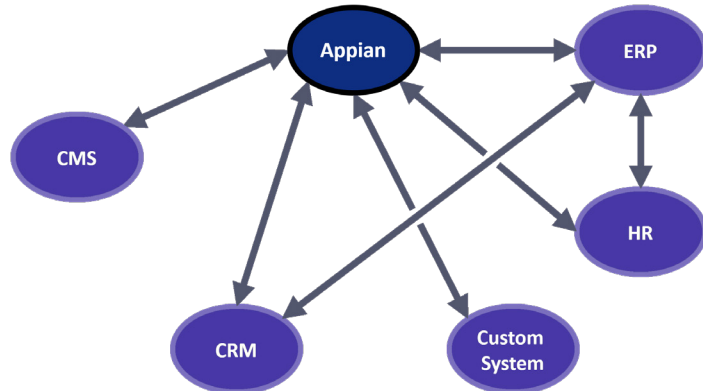 Appian
ERP
CMS
HR
CRM
Custom
System